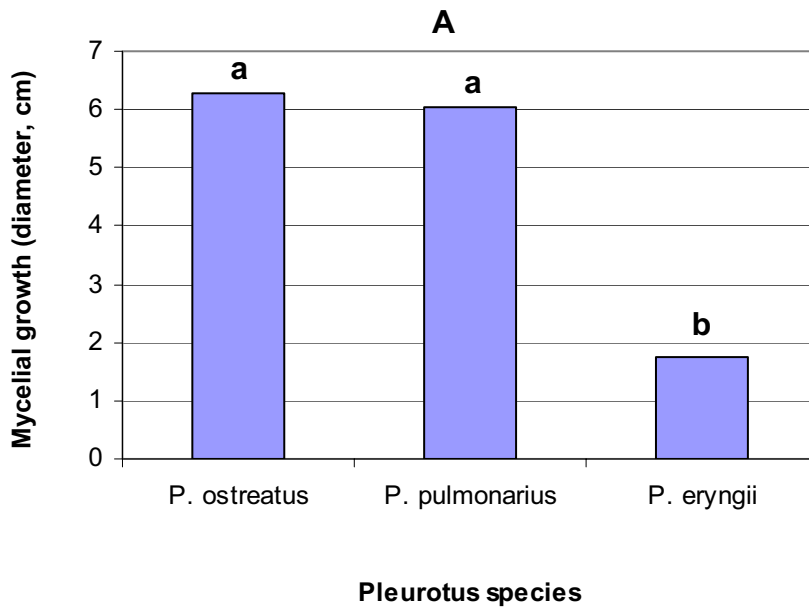 A
Mycelial growth (diameter, cm)
7
6
5
4
3
2
1
0
a
a
b
P. ostreatus
P. pulmonarius
P. eryngii
Pleurotus species